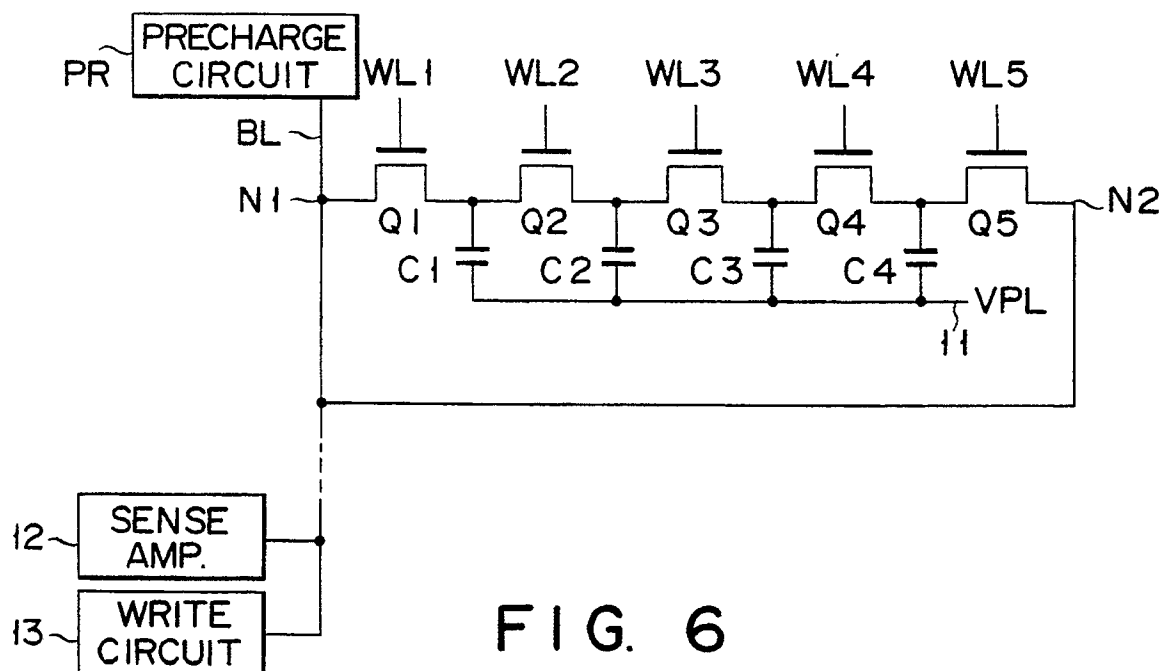 PRECHARGE
CIRCUIT
PR
WL1 WL2 WL3 WL4 WL5
BL
N1 Q1 Q2 Q3 Q4 Q5 N2
C1 C2 C3 C4
VPL
11
12 SENSE
AMP.
13 WRITE
CIRCUIT
FIG. 6